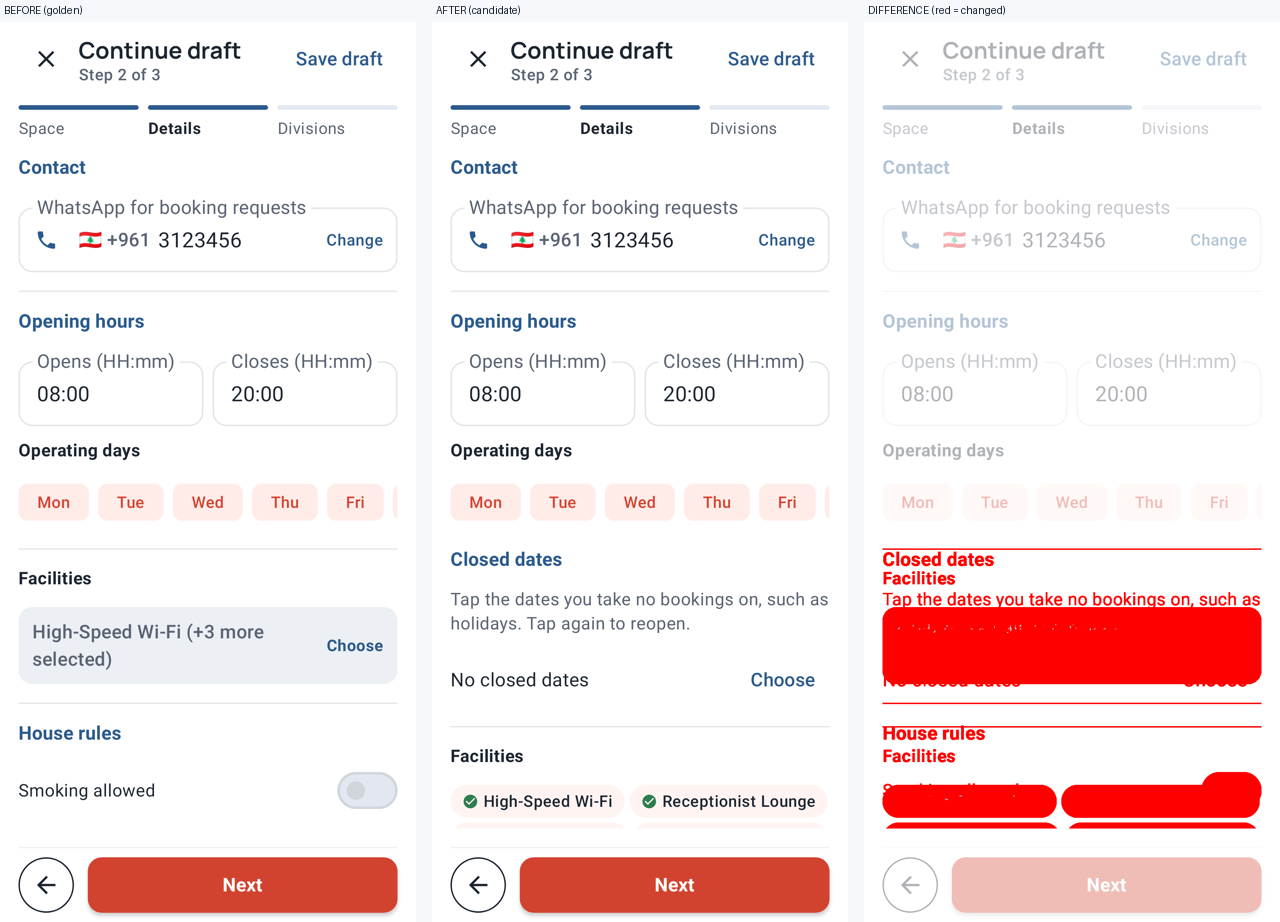 BEFORE (golden)
Continue draft
Step 2 of 3
Save draft
Space
Details
Divisions
Contact
WhatsApp for booking requests
+961 3123456
Change
Opening hours
Opens (HH:mm)
08:00
Closes (HH:mm)
20:00
Operating days
Mon
Tue
Wed
Thu
Fri
Facilities
High-Speed Wi-Fi (+3 more
selected)
Choose
House rules
Smoking allowed
Next
AFTER (candidate)
Continue draft
Step 2 of 3
Save draft
Space
Details
Divisions
Contact
WhatsApp for booking requests
+961 3123456
Change
Opening hours
Opens (HH:mm)
08:00
Closes (HH:mm)
20:00
Operating days
Mon
Tue
Wed
Thu
Fri
Closed dates
Tap the dates you take no bookings on, such as
holidays. Tap again to reopen.
No closed dates
Choose
Facilities
High-Speed Wi-Fi
Receptionist Lounge
Next
DIFFERENCE (red = changed)
Continue draft
Step 2 of 3
Save draft
Space
Details
Divisions
Contact
WhatsApp for booking requests
+961 3123456
Change
Opening hours
Opens (HH:mm)
08:00
Closes (HH:mm)
20:00
Operating days
Mon
Tue
Wed
Thu
Fri
Closed dates
Facilities
Tap the dates you take no bookings on, such as
House rules
Facilities
Next